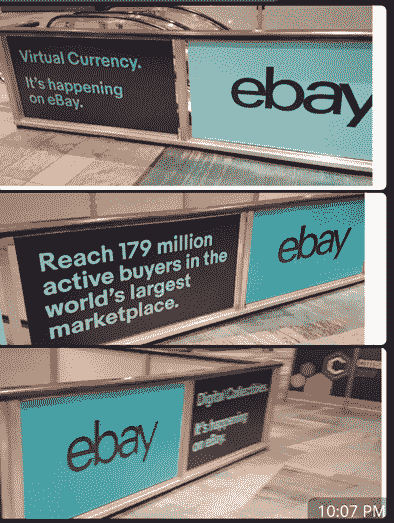 Virtual Currency.
It's happening
on eBay.
ebay
Reach 179 million
active buyers in the
world's largest
marketplace.
ebay
ebay
Digital Collectibles.
It's happening
on eBay.
10:07 PM